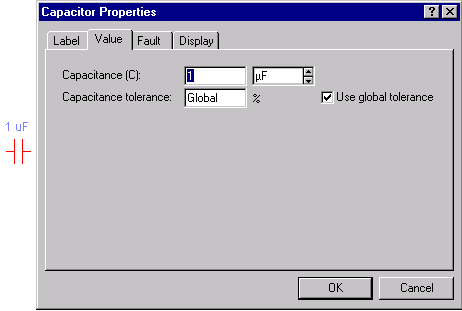 Capacitor Properties
Label Value Fault Display
Capacitance (C): 1 µF
Capacitance tolerance: Global % Use global tolerance
1 uF
OK Cancel